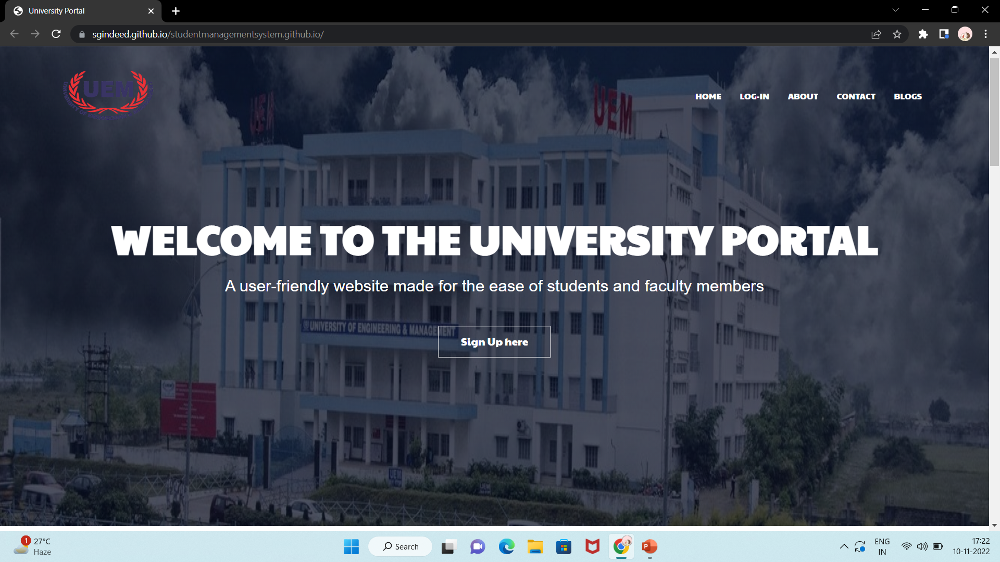 University Portal
sgindeed.github.io/studentmanagementsystem.github.io/
UEM
HOME LOG-IN ABOUT CONTACT BLOGS
UEM
UEM
WELCOME TO THE UNIVERSITY PORTAL
A user-friendly website made for the ease of students and faculty members
UNIVERSITY OF ENGINEERING & MANAGEMENT
Sign Up here
UEM
1
27°C
Haze
Search
P
ENG
IN
17:22
10-11-2022